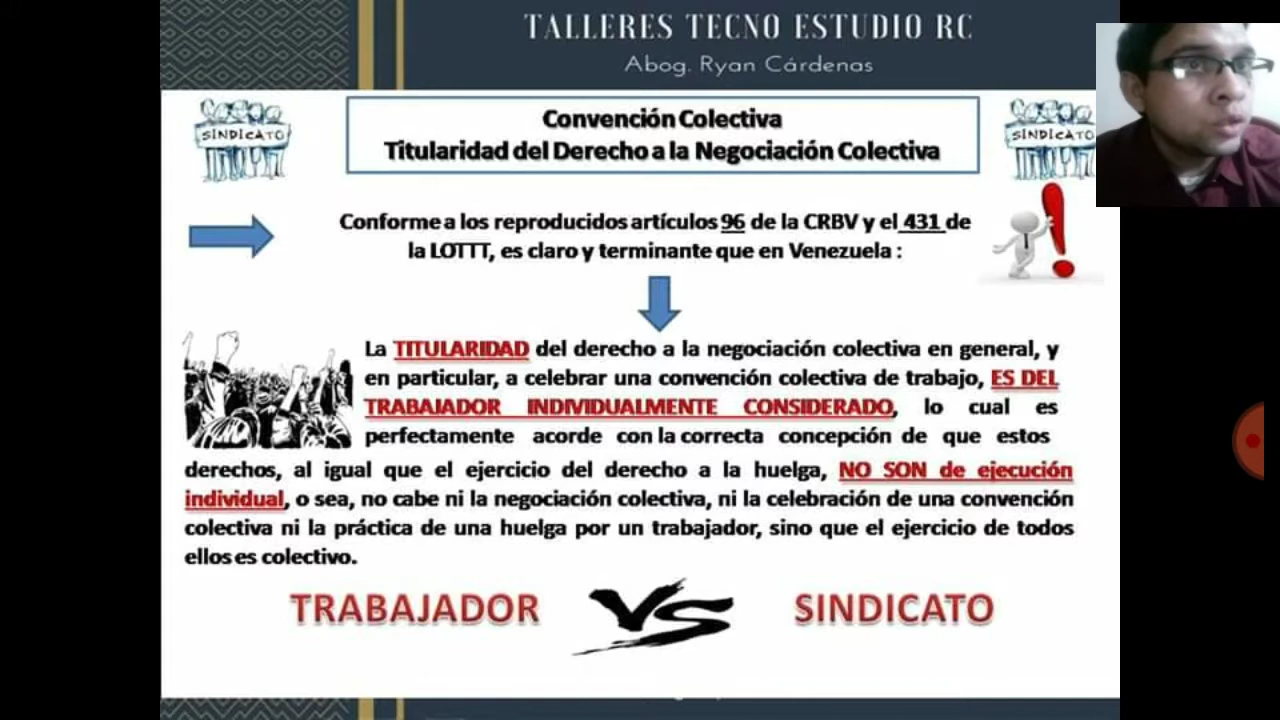 TALLERES TECNO ESTUDIO RC
Abog. Ryan Cárdenas
SINDICATO
SINDICATO
Convención Colectiva
Titularidad del Derecho a la Negociación Colectiva
Conforme a los reproducidos artículos 96 de la CRBV y el 431 de
la LOTTT, es claro y terminante que en Venezuela :
La TITULARIDAD del derecho a la negociación colectiva en general, y
en particular, a celebrar una convención colectiva de trabajo, ES DEL
TRABAJADOR INDIVIDUALMENTE CONSIDERADO, lo cual es
perfectamente acorde con la correcta concepción de que estos
derechos, al igual que el ejercicio del derecho a la huelga, NO SON de ejecución
individual, o sea, no cabe ni la negociación colectiva, ni la celebración de una convención
colectiva ni la práctica de una huelga por un trabajador, sino que el ejercicio de todos
ellos es colectivo.
TRABAJADOR VS SINDICATO